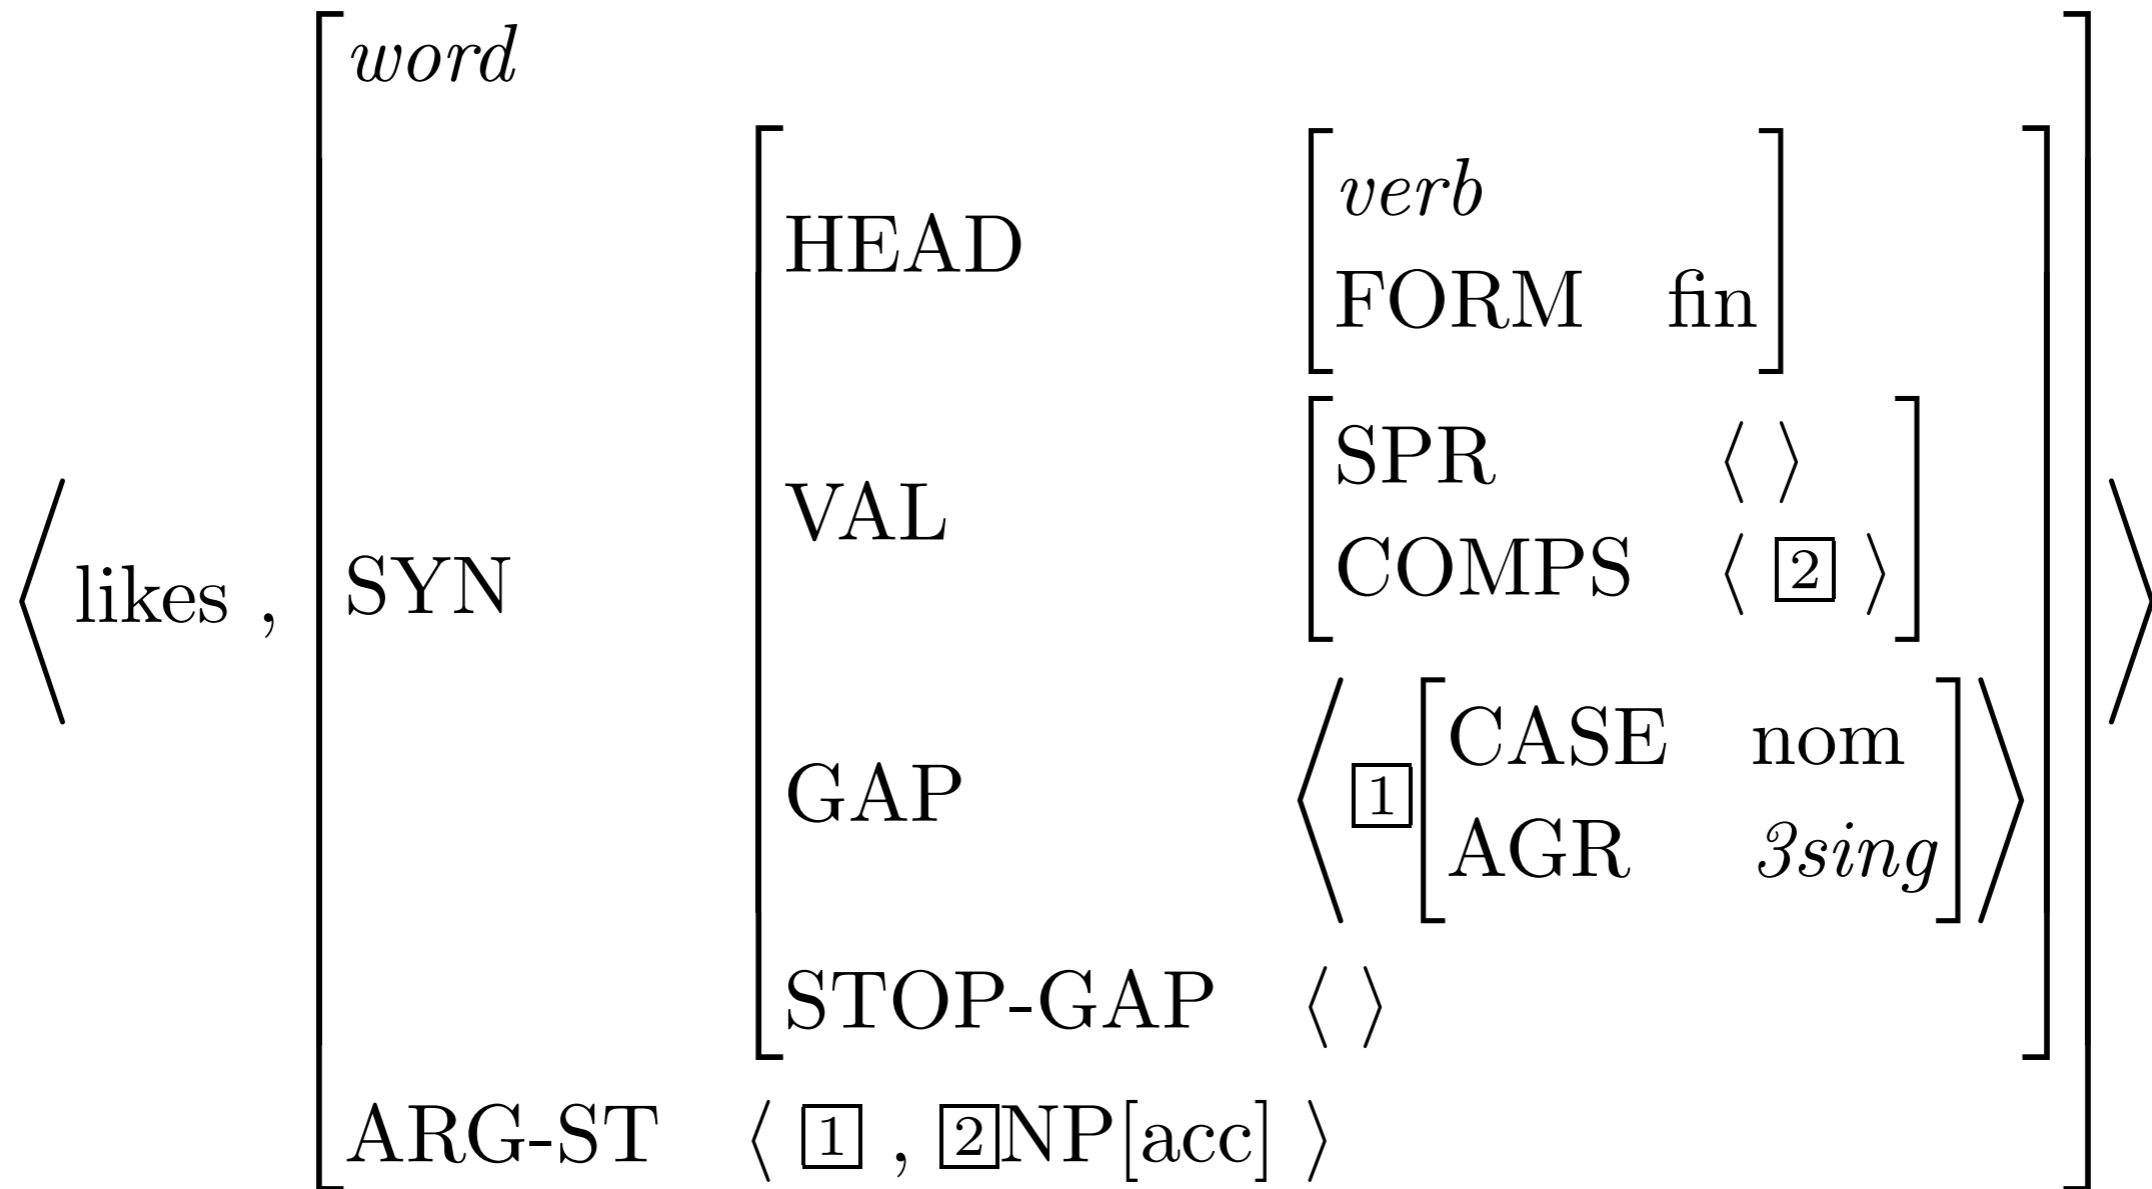 word
HEAD [verb
FORM fin]
VAL [SPR ⟨ ⟩
COMPS ⟨ [2] ⟩]
⟨likes , SYN
GAP ⟨[1][CASE nom
AGR 3sing]⟩
STOP-GAP ⟨ ⟩
ARG-ST ⟨ [1] , [2]NP[acc] ⟩ ⟩